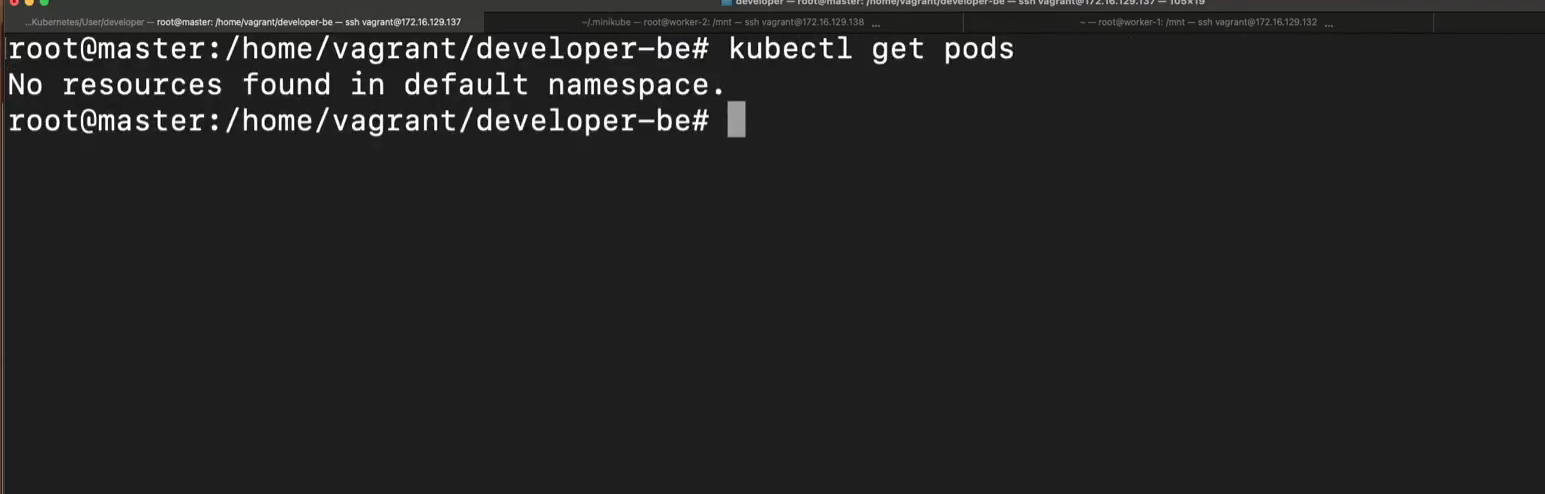 developer — root@master: /home/vagrant/developer-be — ssh vagrant@172.16.129.137 — 105×19
...Kubernetes/User/developer — root@master: /home/vagrant/developer-be — ssh vagrant@172.16.129.137
~/.minikube — root@worker-2: /mnt — ssh vagrant@172.16.129.138 ...
~ — root@worker-1: /mnt — ssh vagrant@172.16.129.132 ...
root@master:/home/vagrant/developer-be# kubectl get pods
No resources found in default namespace.
root@master:/home/vagrant/developer-be#